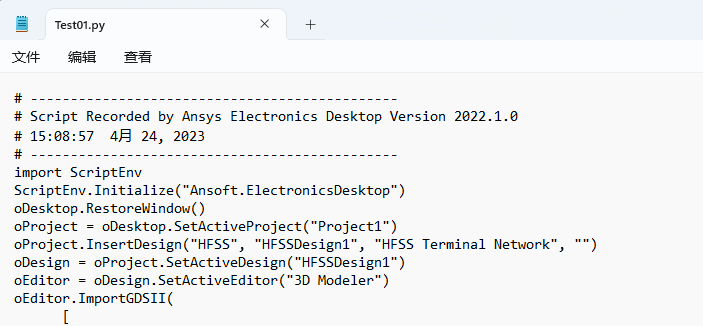 Test01.py
文件 编辑 查看
# ----------------------------------------------
# Script Recorded by Ansys Electronics Desktop Version 2022.1.0
# 15:08:57  4月 24, 2023
# ----------------------------------------------
import ScriptEnv
ScriptEnv.Initialize("Ansoft.ElectronicsDesktop")
oDesktop.RestoreWindow()
oProject = oDesktop.SetActiveProject("Project1")
oProject.InsertDesign("HFSS", "HFSSDesign1", "HFSS Terminal Network", "")
oDesign = oProject.SetActiveDesign("HFSSDesign1")
oEditor = oDesign.SetActiveEditor("3D Modeler")
oEditor.ImportGDSII(
[